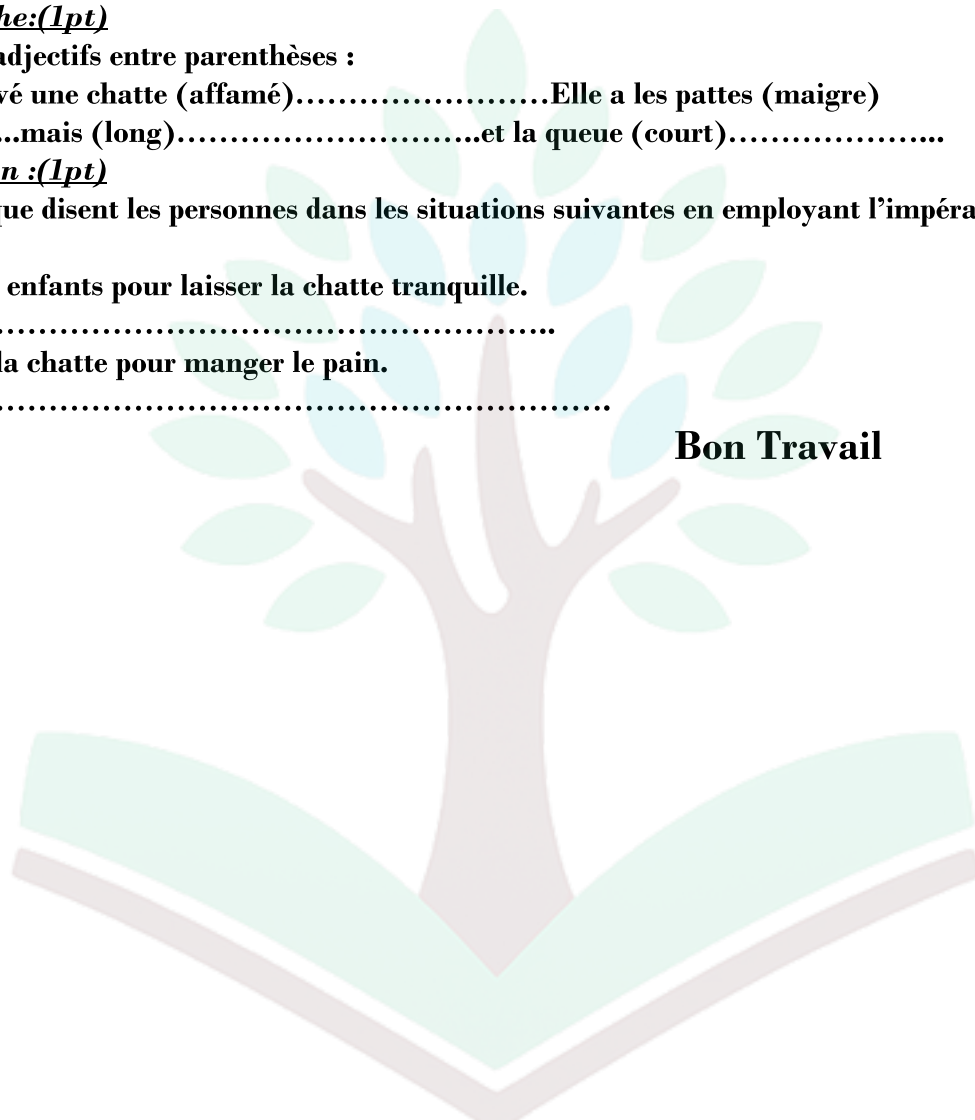 he:(1pt)
adjectifs entre parenthèses :
vé une chatte (affamé)……………………Elle a les pattes (maigre)
...mais (long)………………………..et la queue (court)………………...
n :(1pt)
que disent les personnes dans les situations suivantes en employant l’impéra
enfants pour laisser la chatte tranquille.
……………………………………………..
la chatte pour manger le pain.
………………………………………………….
Bon Travail